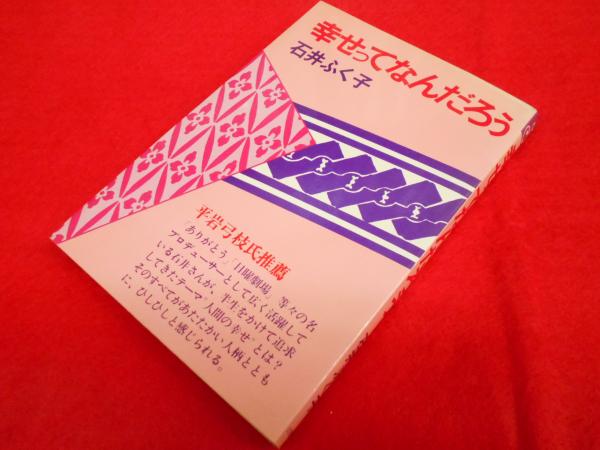 幸せってなんだろう
石井ふく子
平岩弓枝氏推薦
「ありがとう」「日曜劇場」等々の名
プロデューサーとして広く活躍して
いる石井さんが、半生をかけて追求
してきたテーマ"人間の幸せ"とは?
そのすべてがあたたかい人柄ととも
に、ひしひしと感じられる。